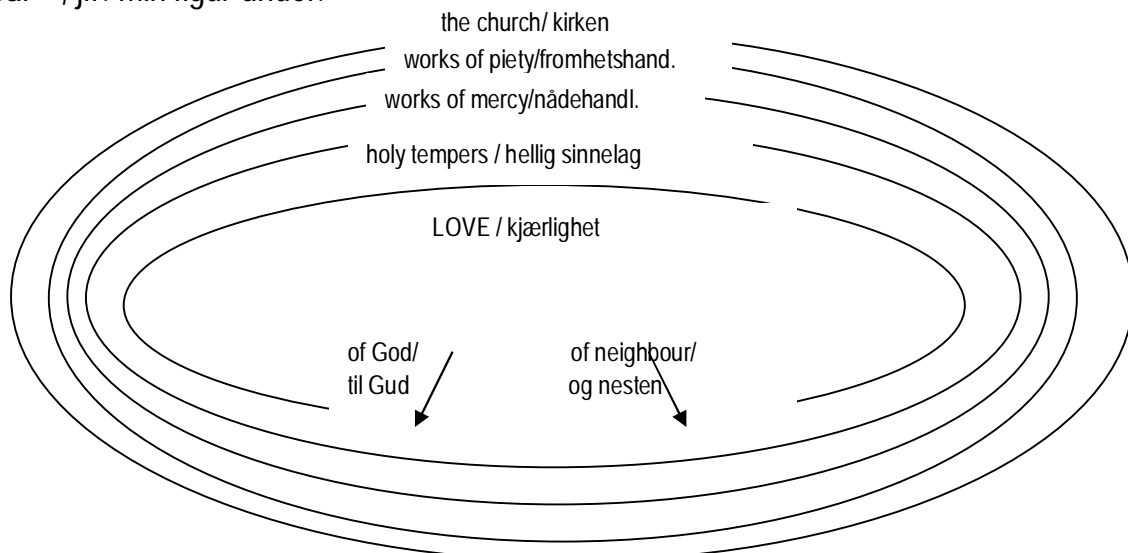 the church/ kirken
works of piety/fromhetshand.
works of mercy/nådehandl.
holy tempers / hellig sinnelag
LOVE / kjærlighet
of God/
til Gud
of neighbour/
og nesten